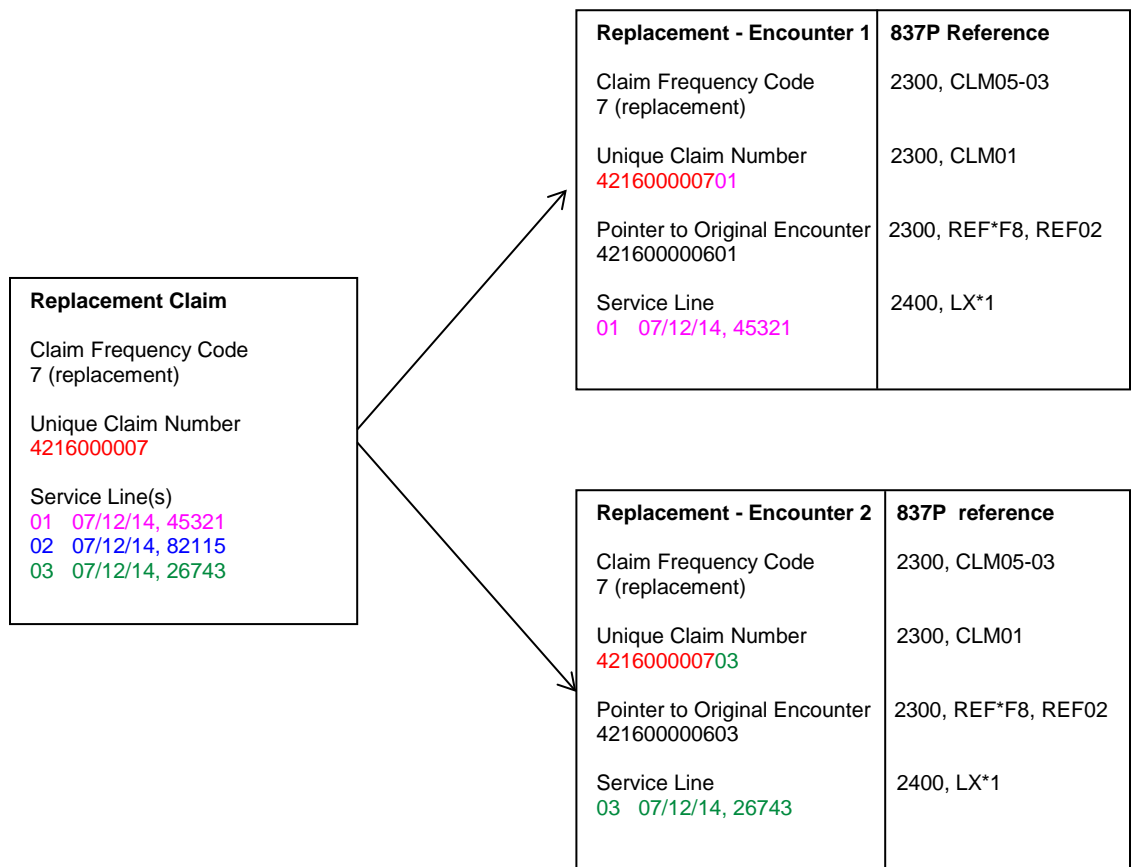 Replacement Claim
Claim Frequency Code
7 (replacement)
Unique Claim Number
4216000007
Service Line(s)
01 07/12/14, 45321
02 07/12/14, 82115
03 07/12/14, 26743
Replacement - Encounter 1 837P Reference
Claim Frequency Code 2300, CLM05-03
7 (replacement)
Unique Claim Number 2300, CLM01
421600000701
Pointer to Original Encounter 2300, REF*F8, REF02
421600000601
Service Line 2400, LX*1
01 07/12/14, 45321
Replacement - Encounter 2 837P reference
Claim Frequency Code 2300, CLM05-03
7 (replacement)
Unique Claim Number 2300, CLM01
421600000703
Pointer to Original Encounter 2300, REF*F8, REF02
421600000603
Service Line 2400, LX*1
03 07/12/14, 26743